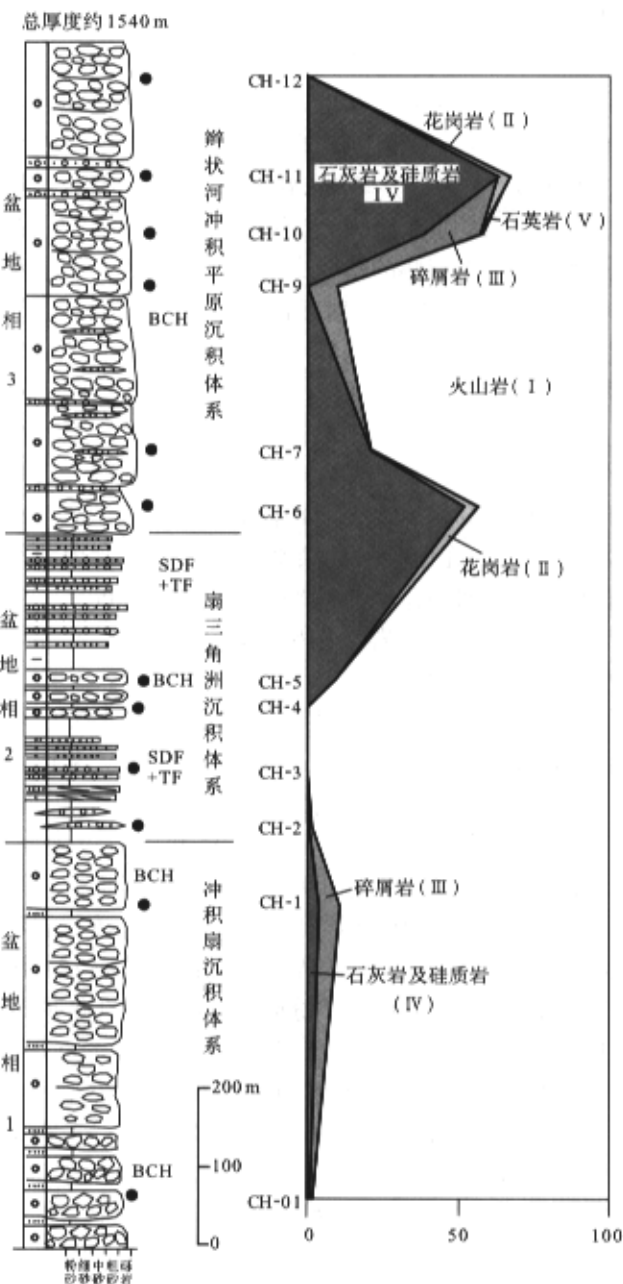 总厚度约1540 m
盆地相3
盆地相2
盆地相1
BCH
SDF
+TF
BCH
SDF
+TF
BCH
BCH
辫状河冲积平原沉积体系
扇三角洲沉积体系
冲积扇沉积体系
200 m
100
0
粉砂
细砂
中砂
粗砂
砾岩
CH-12
CH-11
CH-10
CH-9
CH-7
CH-6
CH-5
CH-4
CH-3
CH-2
CH-1
CH-01
花岗岩(II)
石灰岩及硅质岩
IV
石英岩(V)
碎屑岩(III)
火山岩(I)
花岗岩(II)
碎屑岩(III)
石灰岩及硅质岩
(IV)
0
50
100